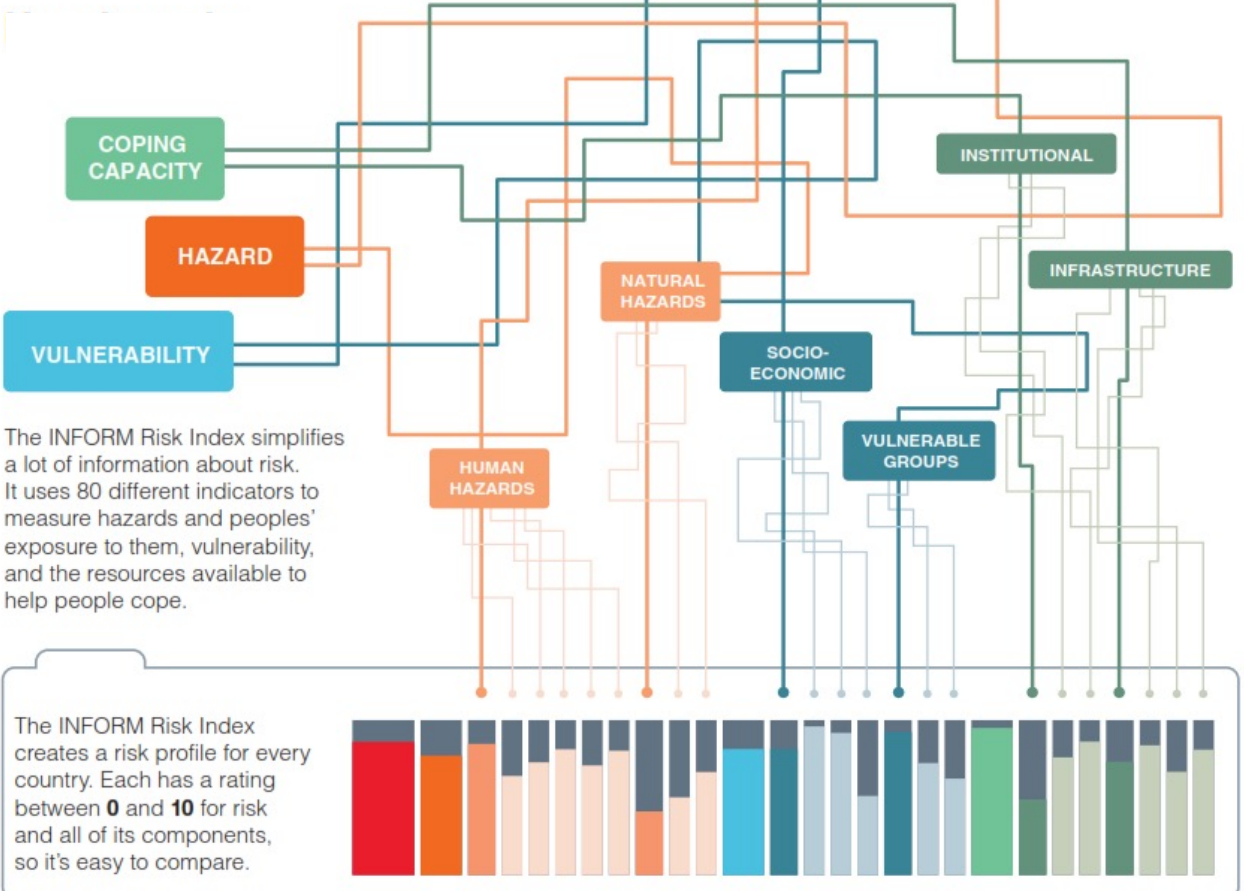 COPING
CAPACITY
INSTITUTIONAL
HAZARD
INFRASTRUCTURE
NATURAL
HAZARDS
VULNERABILITY
SOCIO-
ECONOMIC
VULNERABLE
GROUPS
HUMAN
HAZARDS
The INFORM Risk Index simplifies
a lot of information about risk.
It uses 80 different indicators to
measure hazards and peoples'
exposure to them, vulnerability,
and the resources available to
help people cope.
The INFORM Risk Index
creates a risk profile for every
country. Each has a rating
between 0 and 10 for risk
and all of its components,
so it's easy to compare.